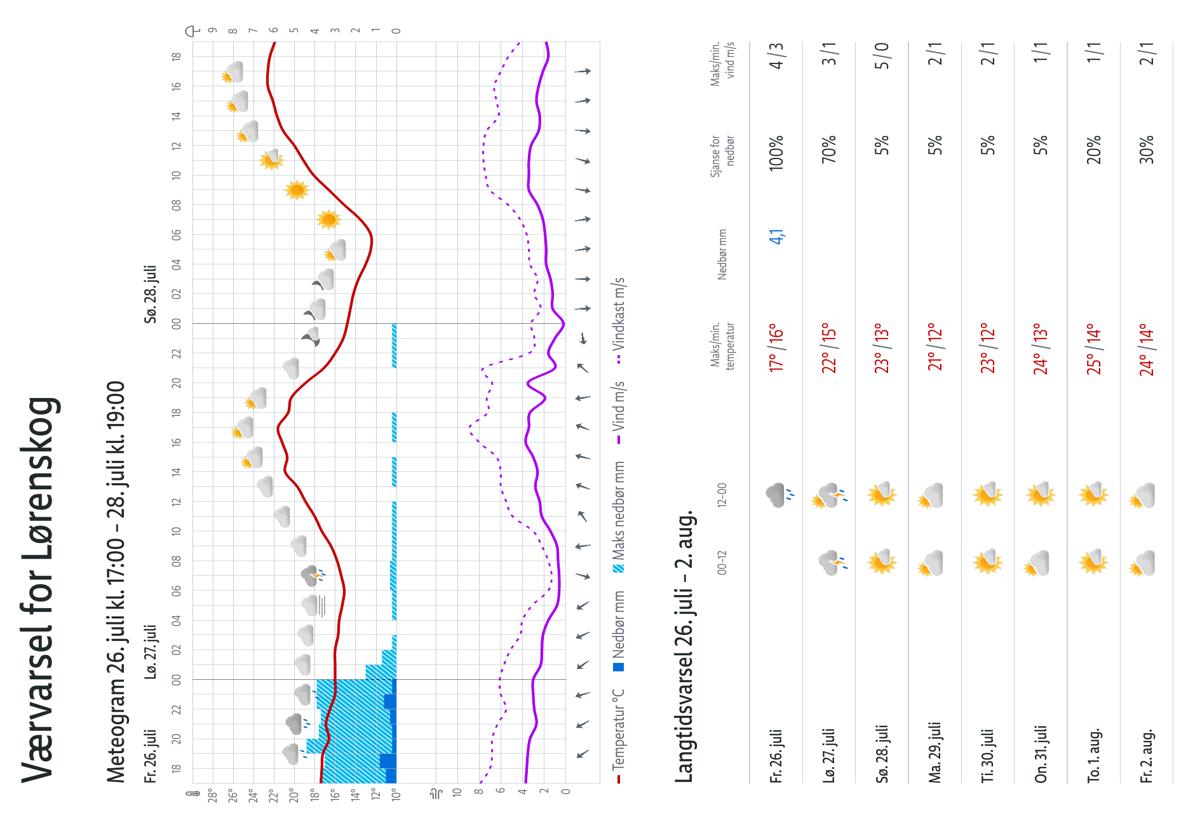 Værvarsel for Lørenskog
Meteogram 26. juli kl. 17:00 – 28. juli kl. 19:00
Fr. 26. juli Lø. 27. juli Sø. 28. juli
18 20 22 00 02 04 06 08 10 12 14 16 18 20 22 00 02 04 06 08 10 12 14 16 18
28° 9
26° 8
24° 7
22° 6
20° 5
18° 4
16° 3
14° 2
12° 1
10° 0
10
8
6
4
2
0
Temperatur °C Nedbør mm Maks nedbør mm Vind m/s Vindkast m/s
Langtidsvarsel 26. juli – 2. aug.
00–12 12–00 Maks/min. temperatur Nedbør mm Sjanse for nedbør Maks/min. vind m/s
Fr. 26. juli 17° / 16° 4,1 100% 4 / 3
Lø. 27. juli 22° / 15° 70% 3 / 1
Sø. 28. juli 23° / 13° 5% 5 / 0
Ma. 29. juli 21° / 12° 5% 2 / 1
Ti. 30. juli 23° / 12° 5% 2 / 1
On. 31. juli 24° / 13° 5% 1 / 1
To. 1. aug. 25° / 14° 20% 1 / 1
Fr. 2. aug. 24° / 14° 30% 2 / 1